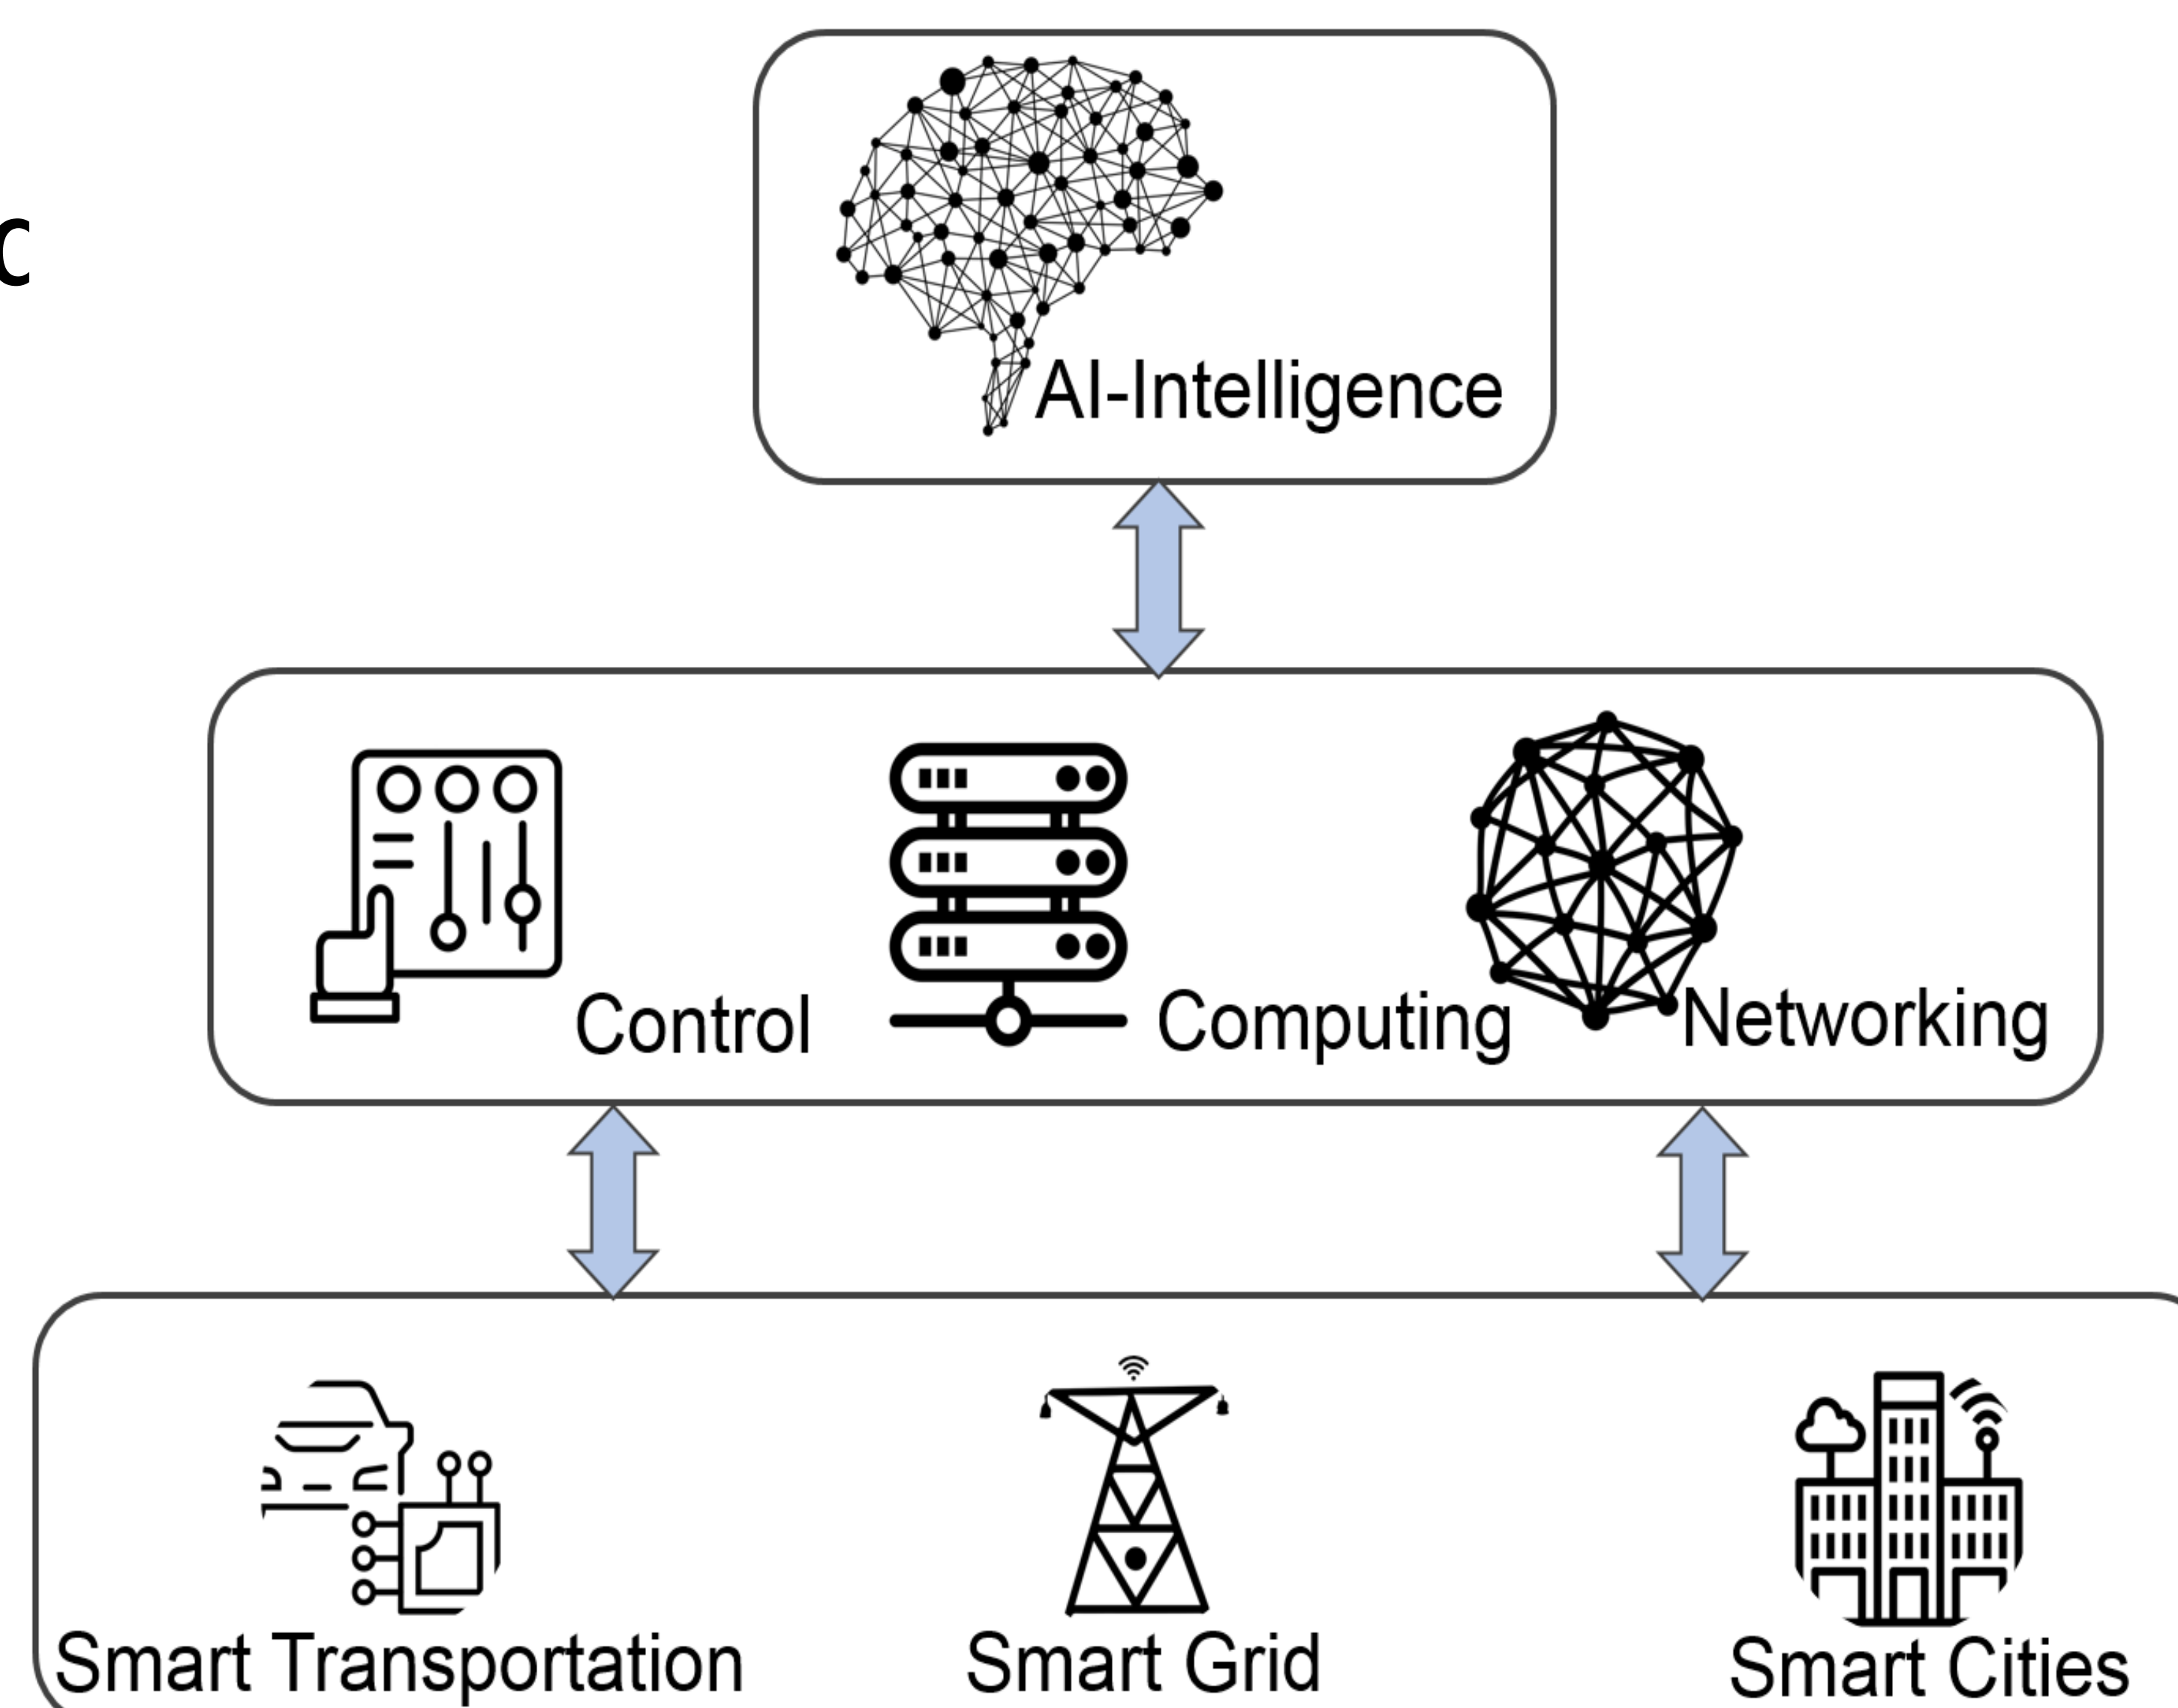 c
AI-Intelligence
Control
Computing
Networking
Smart Transportation
Smart Grid
Smart Cities